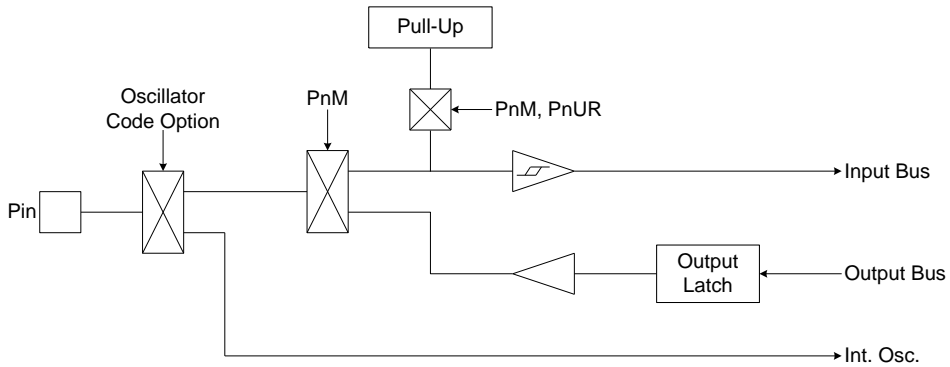 Pull-Up
Oscillator
Code Option
PnM
PnM, PnUR
Pin
Input Bus
Output
Latch
Output Bus
Int. Osc.